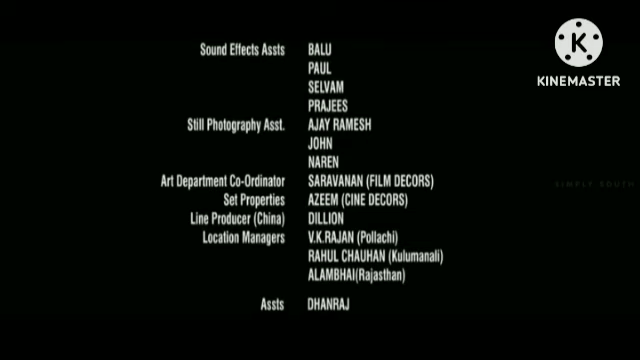 Sound Effects Assts BALU
PAUL
SELVAM
PRAJEES
Still Photography Asst. AJAY RAMESH
JOHN
NAREN
Art Department Co-Ordinator SARAVANAN (FILM DECORS)
Set Properties AZEEM (CINE DECORS)
Line Producer (China) DILLION
Location Managers V.K.RAJAN (Pollachi)
RAHUL CHAUHAN (Kulumanali)
ALAMBHAI(Rajasthan)
Assts DHANRAJ
K
KINEMASTER
SIMPLY SOUTH